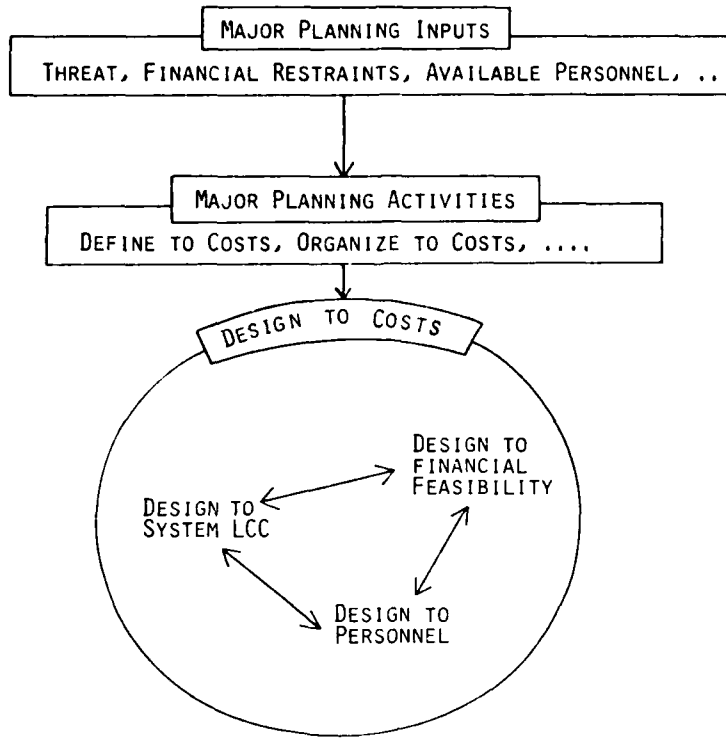 MAJOR PLANNING INPUTS
THREAT, FINANCIAL RESTRAINTS, AVAILABLE PERSONNEL, ..
MAJOR PLANNING ACTIVITIES
DEFINE TO COSTS, ORGANIZE TO COSTS, ....
DESIGN TO COSTS
DESIGN TO
FINANCIAL
FEASIBILITY
DESIGN TO
SYSTEM LCC
DESIGN TO
PERSONNEL